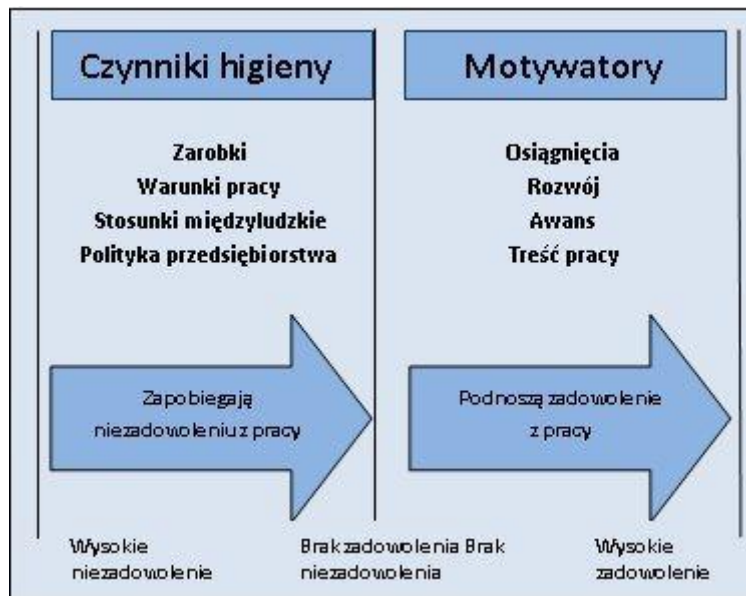 Czynniki higieny
Zarobki
Warunki pracy
Stosunki międzyludzkie
Polityka przedsiębiorstwa
Zapobiegają
niezadowoleniu z pracy
Motywatory
Osiągnięcia
Rozwój
Awans
Treść pracy
Podnoszą zadowolenie
z pracy
Wysokie
niezadowolenie
Brak zadowolenia Brak
niezadowolenia
Wysokie
zadowolenie